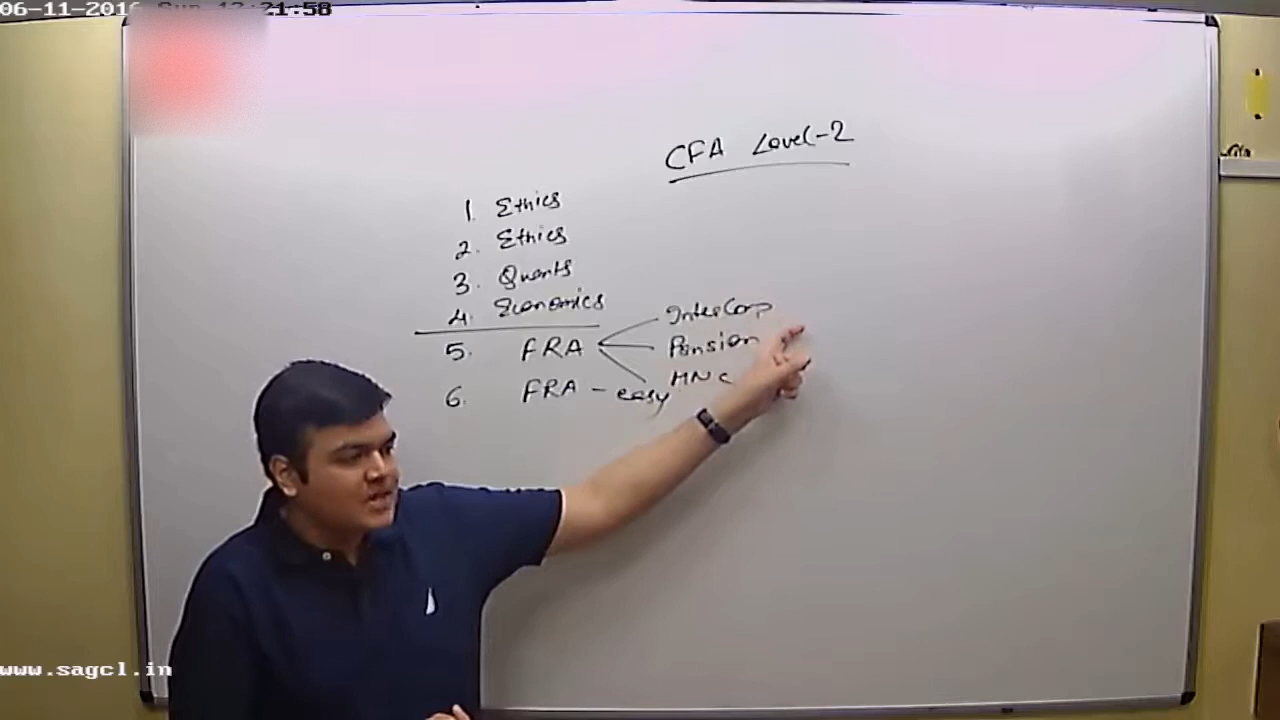 06-11-2016 Sun 12:21:58
CFA Level-2
1. Ethics
2. Ethics
3. Quants
4. Economics
5. FRA
InterCorp
Pension
MNC
6. FRA - easy
www.sagcl.in